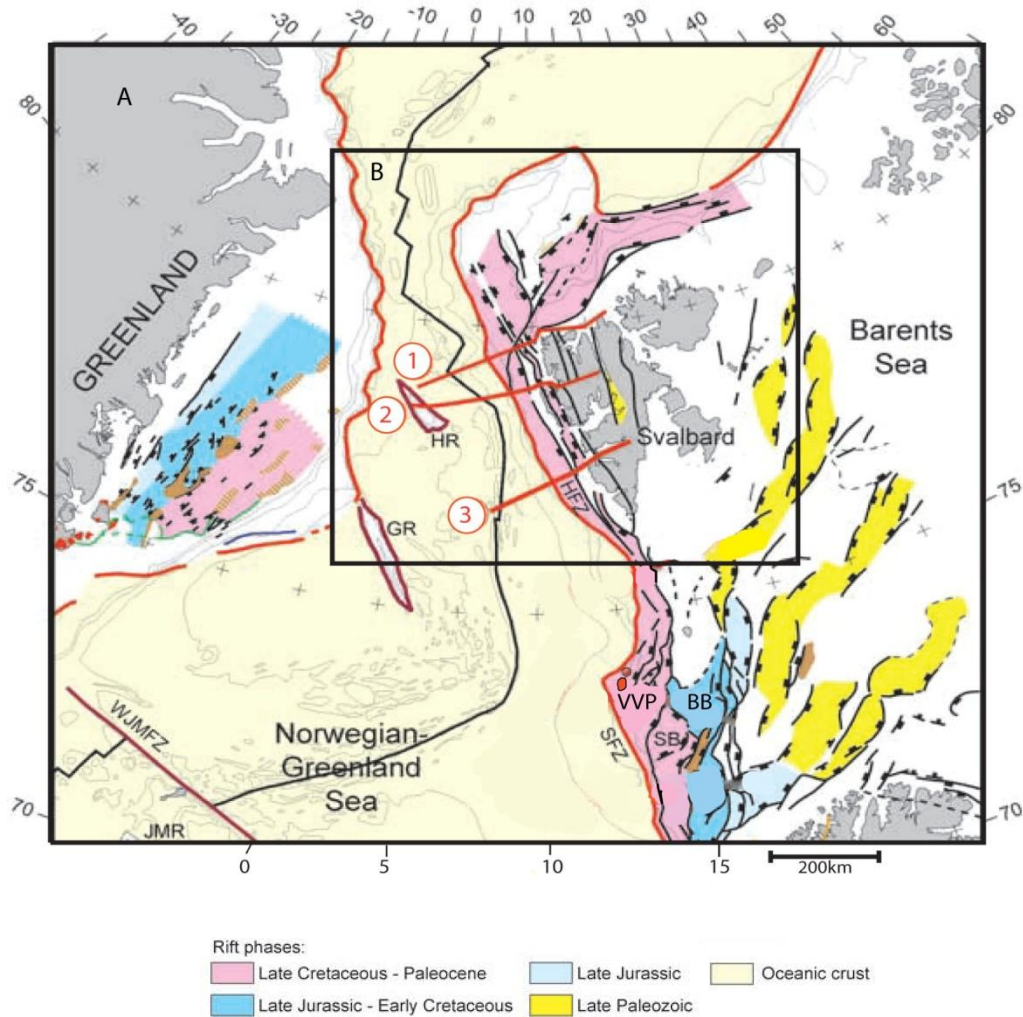 -40 -30 -20 -10 0 10 20 30 40 50 60
A
80
80
B
GREENLAND
Barents
Sea
1
2
HR
Svalbard
75
75
3
HFZ
GR
VVP
BB
WJMFZ
Norwegian-
Greenland
Sea
SFZ
SB
70
70
JMR
0 5 10 15
200km
Rift phases:
Late Cretaceous - Paleocene
Late Jurassic
Oceanic crust
Late Jurassic - Early Cretaceous
Late Paleozoic